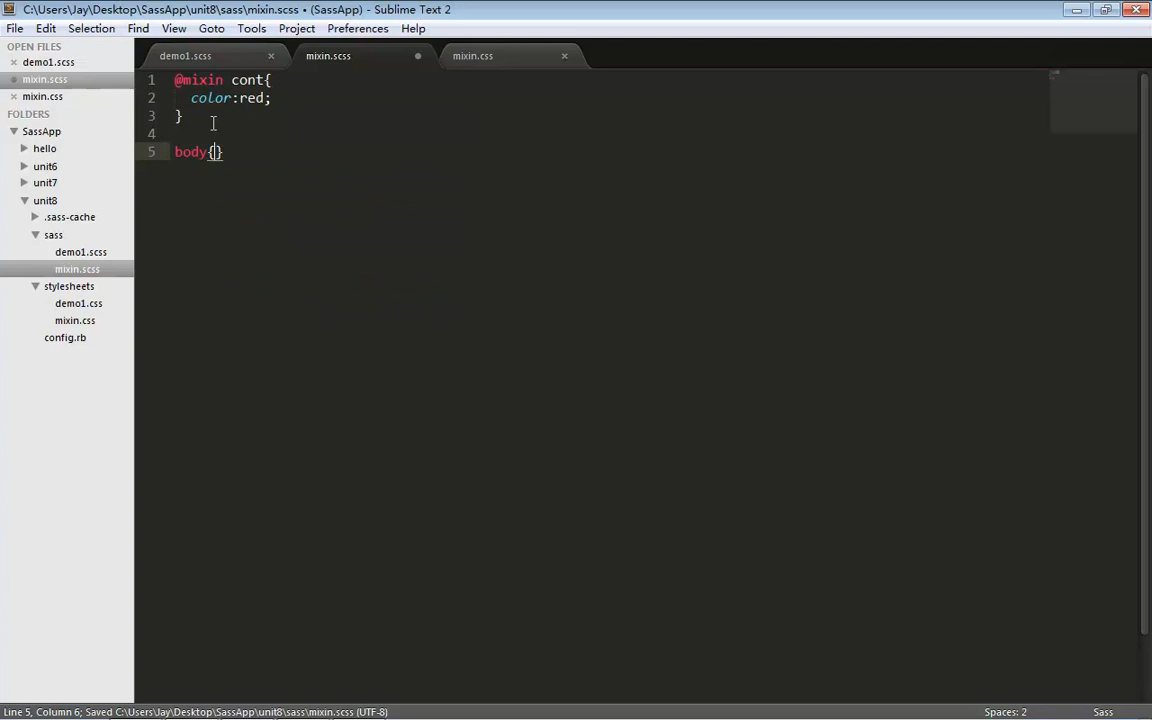 C:\Users\Jay\Desktop\SassApp\unit8\sass\mixin.scss • (SassApp) - Sublime Text 2
File Edit Selection Find View Goto Tools Project Preferences Help
OPEN FILES
demo1.scss
mixin.scss
mixin.css
FOLDERS
SassApp
hello
unit6
unit7
unit8
.sass-cache
sass
demo1.scss
mixin.scss
stylesheets
demo1.css
mixin.css
config.rb
demo1.scss mixin.scss mixin.css
1 @mixin cont{
2 color:red;
3 }
4
5 body{}
Line 5, Column 6; Saved C:\Users\Jay\Desktop\SassApp\unit8\sass\mixin.scss (UTF-8) Spaces: 2 Sass